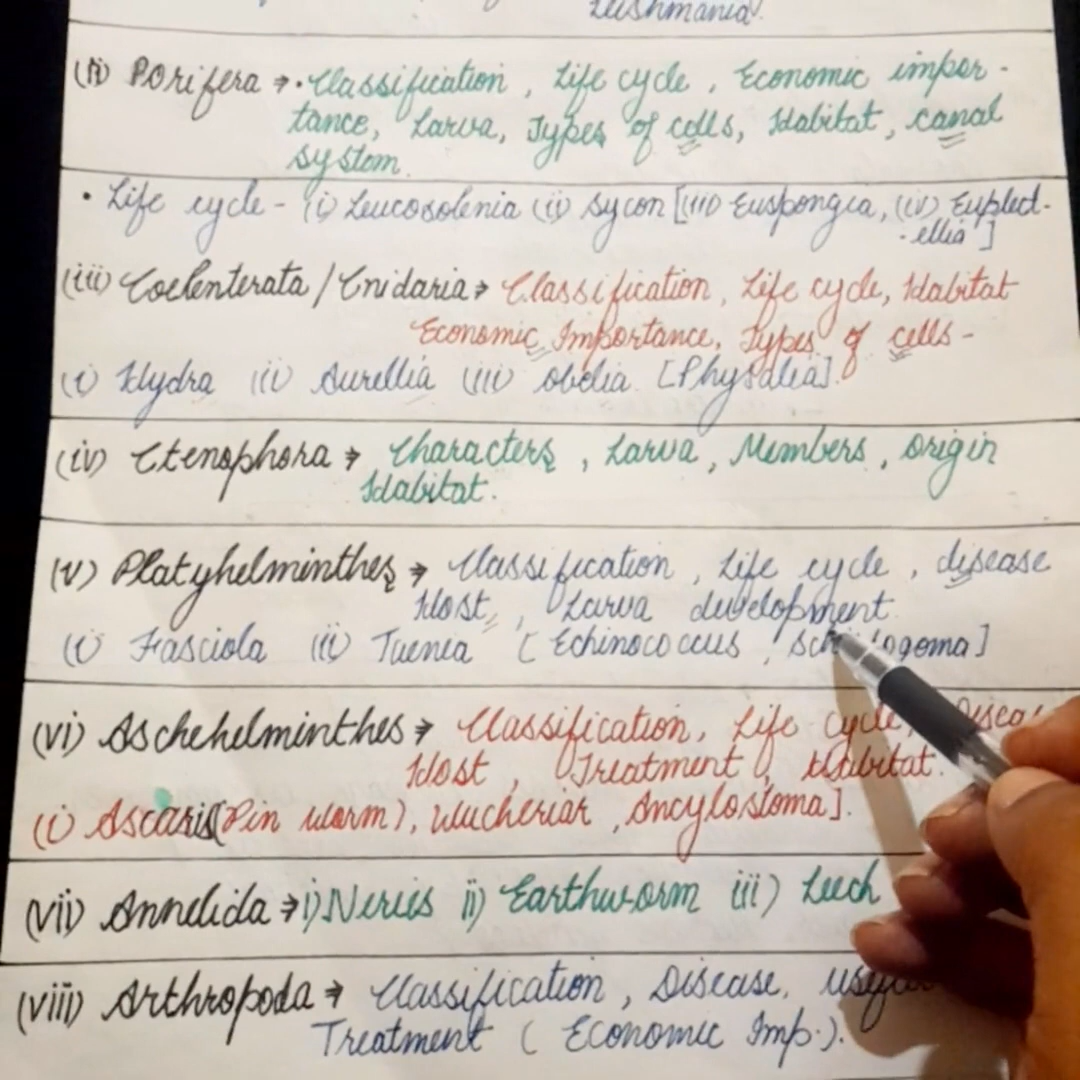 Leishmania.
(ii) Porifera → • Classification, Life cycle, Economic impor-
tance, Larva, Types of cells, Habitat, canal
system.
• Life cycle - (i) Leucosolenia (ii) Sycon [(iii) Euspongia, (iv) Euplect-
-ellia]
(iii) Coelenterata / Cnidaria → Classification, Life cycle, Habitat
Economic Importance, Types of cells -
(i) Hydra (ii) Aurellia (iii) Obelia [Physalia].
(iv) Ctenophora → Characters, Larva, Members, Origin
Habitat.
(v) Platyhelminthes → Classification, Life cycle, disease
Host, Larva development
(i) Fasciola (ii) Taenia [Echinococcus,
(vi) Aschehelminthes → Classification, Life cycle,
Host, Treatment, Habitat.
(i) Ascaris (Pin worm), Wucheriar, Ancylostoma].
(vii) Annelida → i) Neries ii) Earthworm iii) Leech
(viii) Arthropoda → Classification, Disease,
Treatment (Economic Imp.).